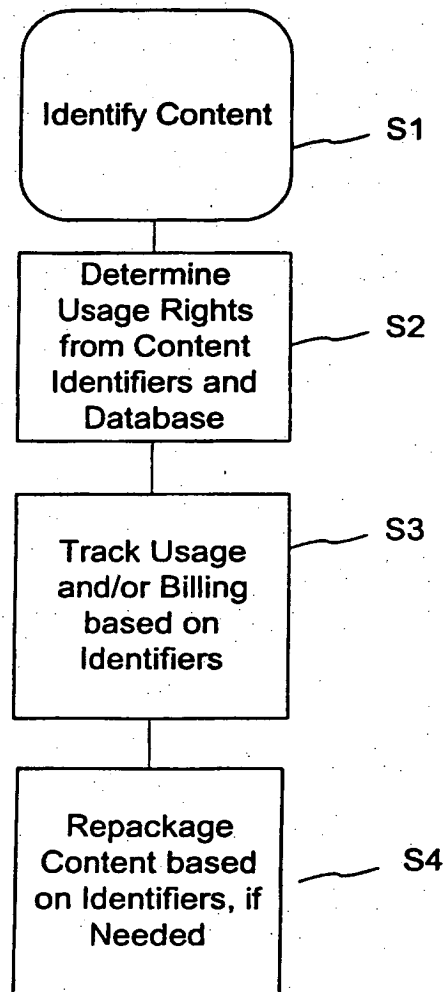 Identify Content
S1
Determine
Usage Rights
from Content
Identifiers and
Database
S2
Track Usage
and/or Billing
based on
Identifiers
S3
Repackage
Content based
on Identifiers, if
Needed
S4